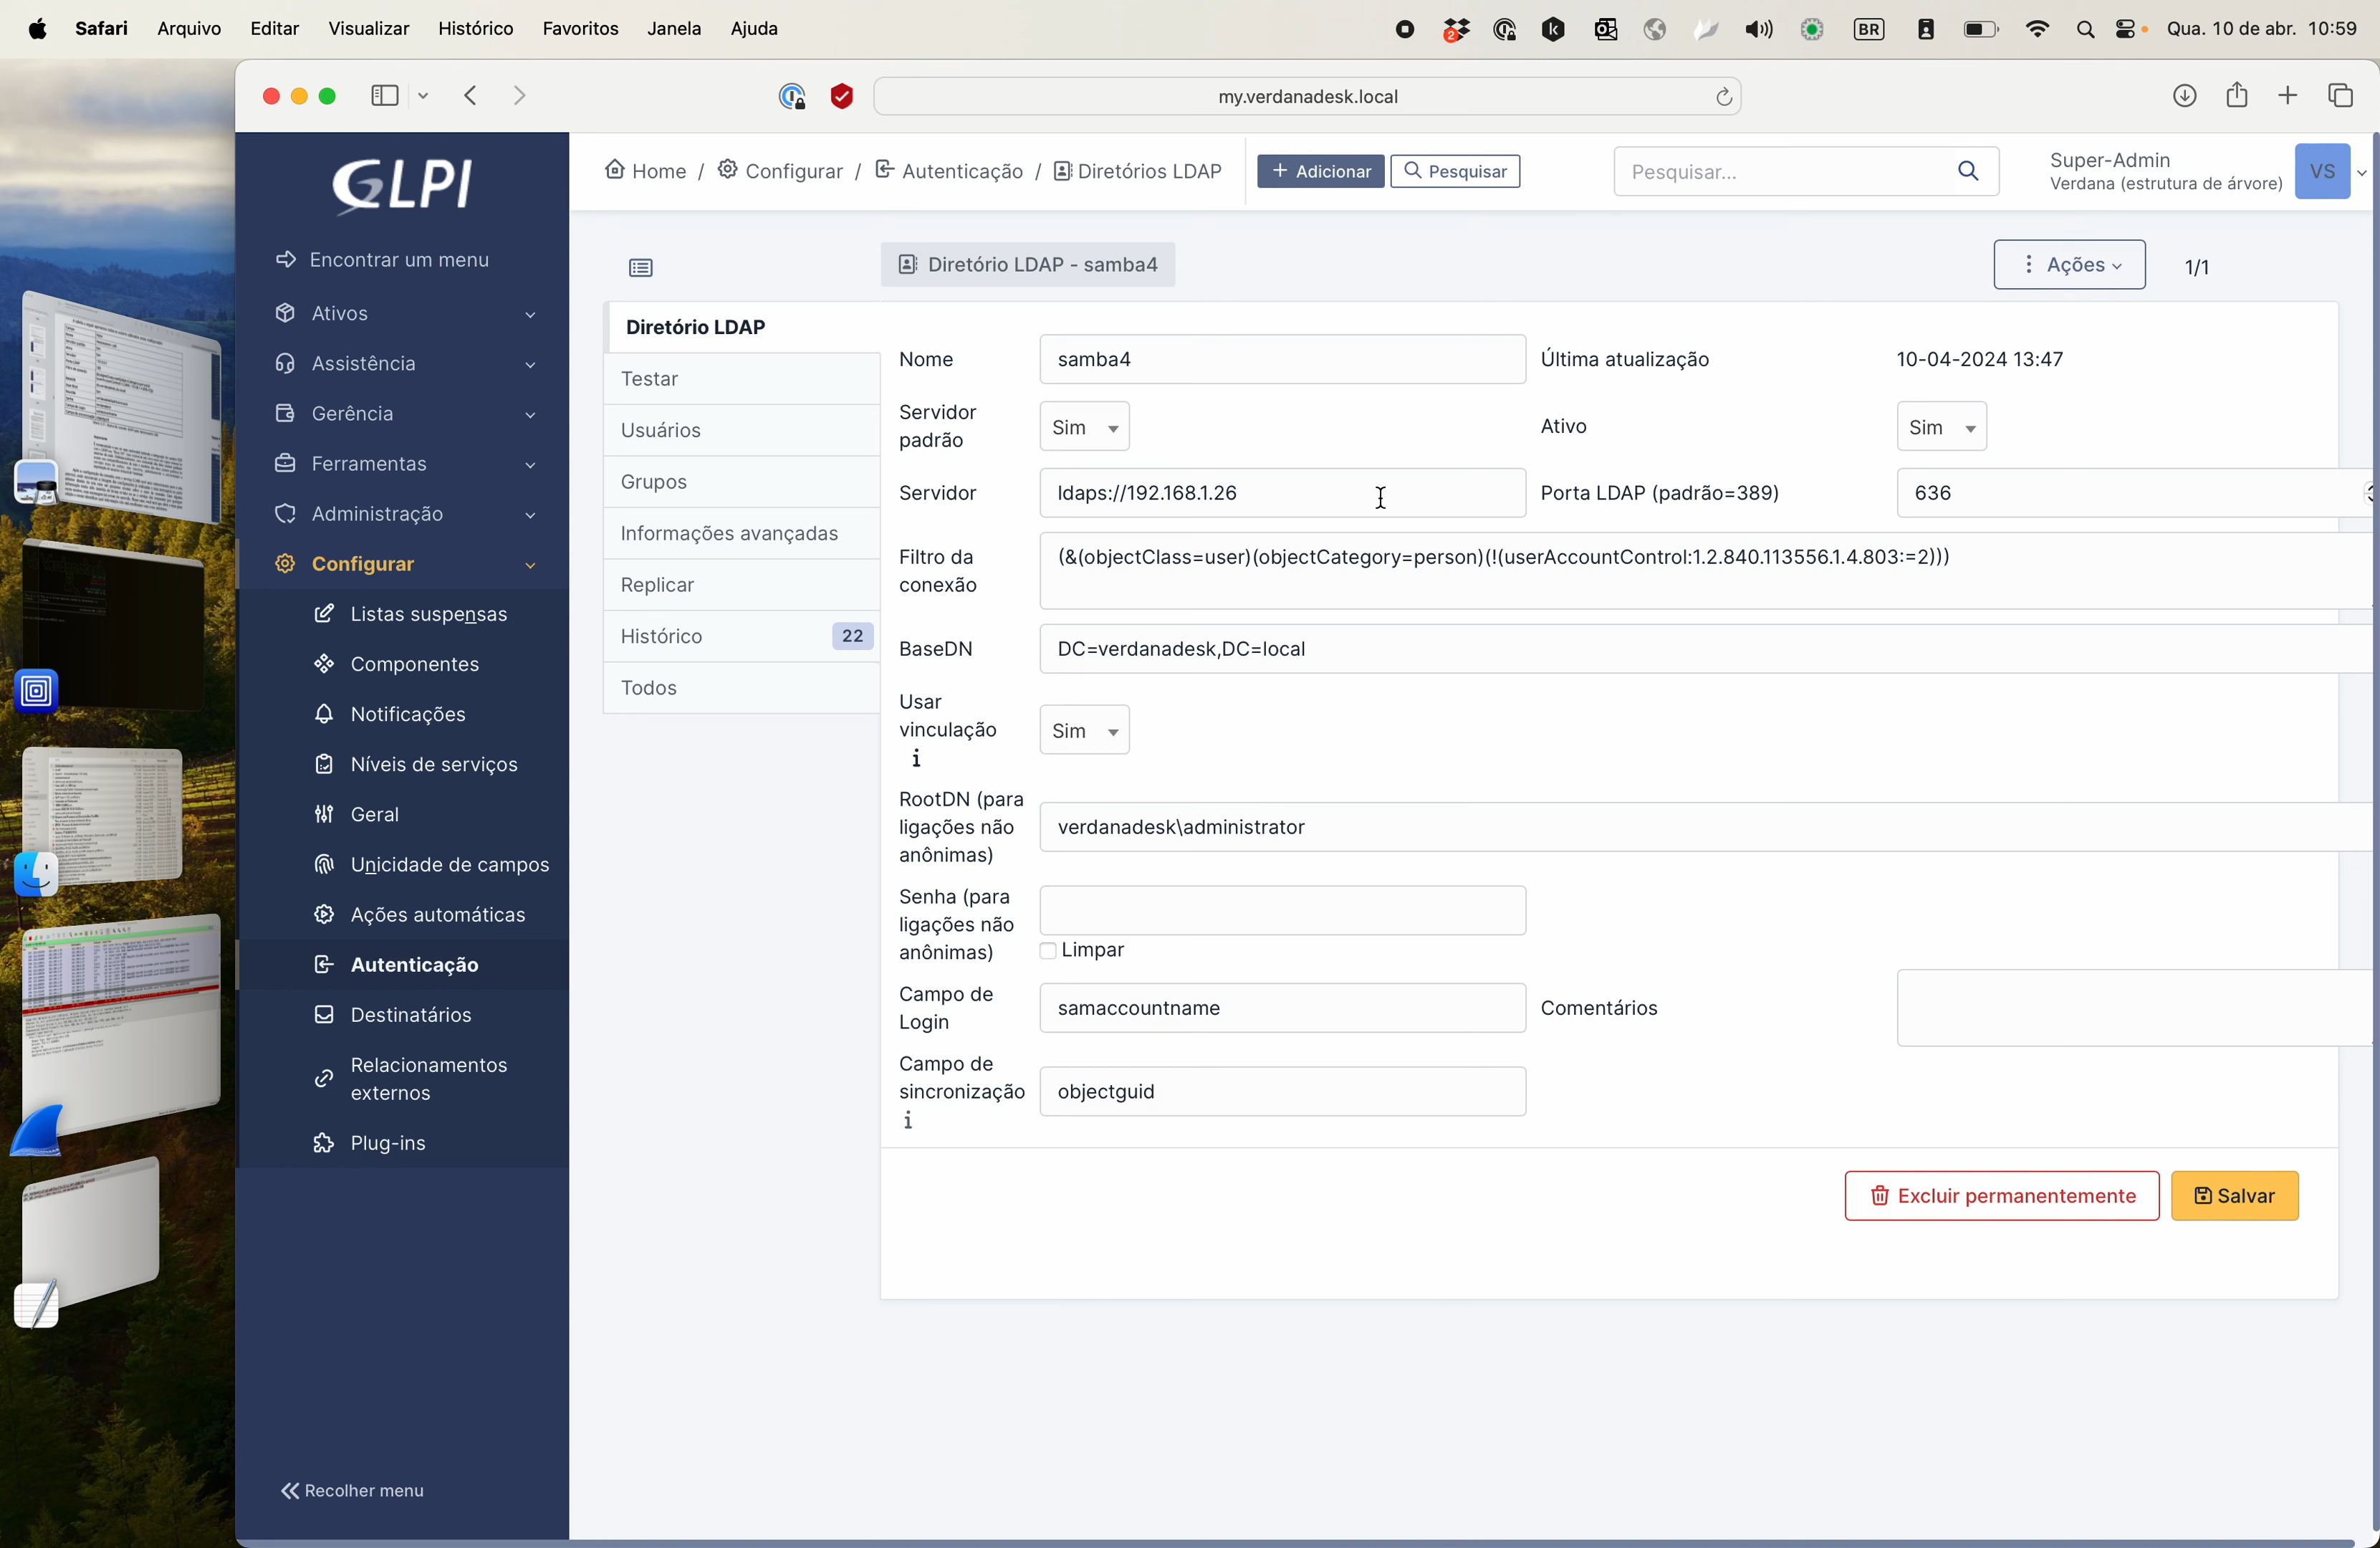 Safari Arquivo Editar Visualizar Histórico Favoritos Janela Ajuda
2 BR Qua. 10 de abr. 10:59
my.verdanadesk.local
GLPI
Home / Configurar / Autenticação / Diretórios LDAP
+ Adicionar Pesquisar
Pesquisar...
Super-Admin
Verdana (estrutura de árvore)
VS
Encontrar um menu
Ativos
Assistência
Gerência
Ferramentas
Administração
Configurar
Listas suspensas
Componentes
Notificações
Níveis de serviços
Geral
Unicidade de campos
Ações automáticas
Autenticação
Destinatários
Relacionamentos
externos
Plug-ins
Recolher menu
Diretório LDAP - samba4
Ações
1/1
Diretório LDAP
Testar
Usuários
Grupos
Informações avançadas
Replicar
Histórico 22
Todos
Nome samba4 Última atualização 10-04-2024 13:47
Servidor
padrão Sim Ativo Sim
Servidor ldaps://192.168.1.26 Porta LDAP (padrão=389) 636
Filtro da
conexão (&(objectClass=user)(objectCategory=person)(!(userAccountControl:1.2.840.113556.1.4.803:=2)))
BaseDN DC=verdanadesk,DC=local
Usar
vinculação Sim
RootDN (para
ligações não
anônimas) verdanadesk\administrator
Senha (para
ligações não
anônimas) Limpar
Campo de
Login samaccountname Comentários
Campo de
sincronização objectguid
Excluir permanentemente Salvar